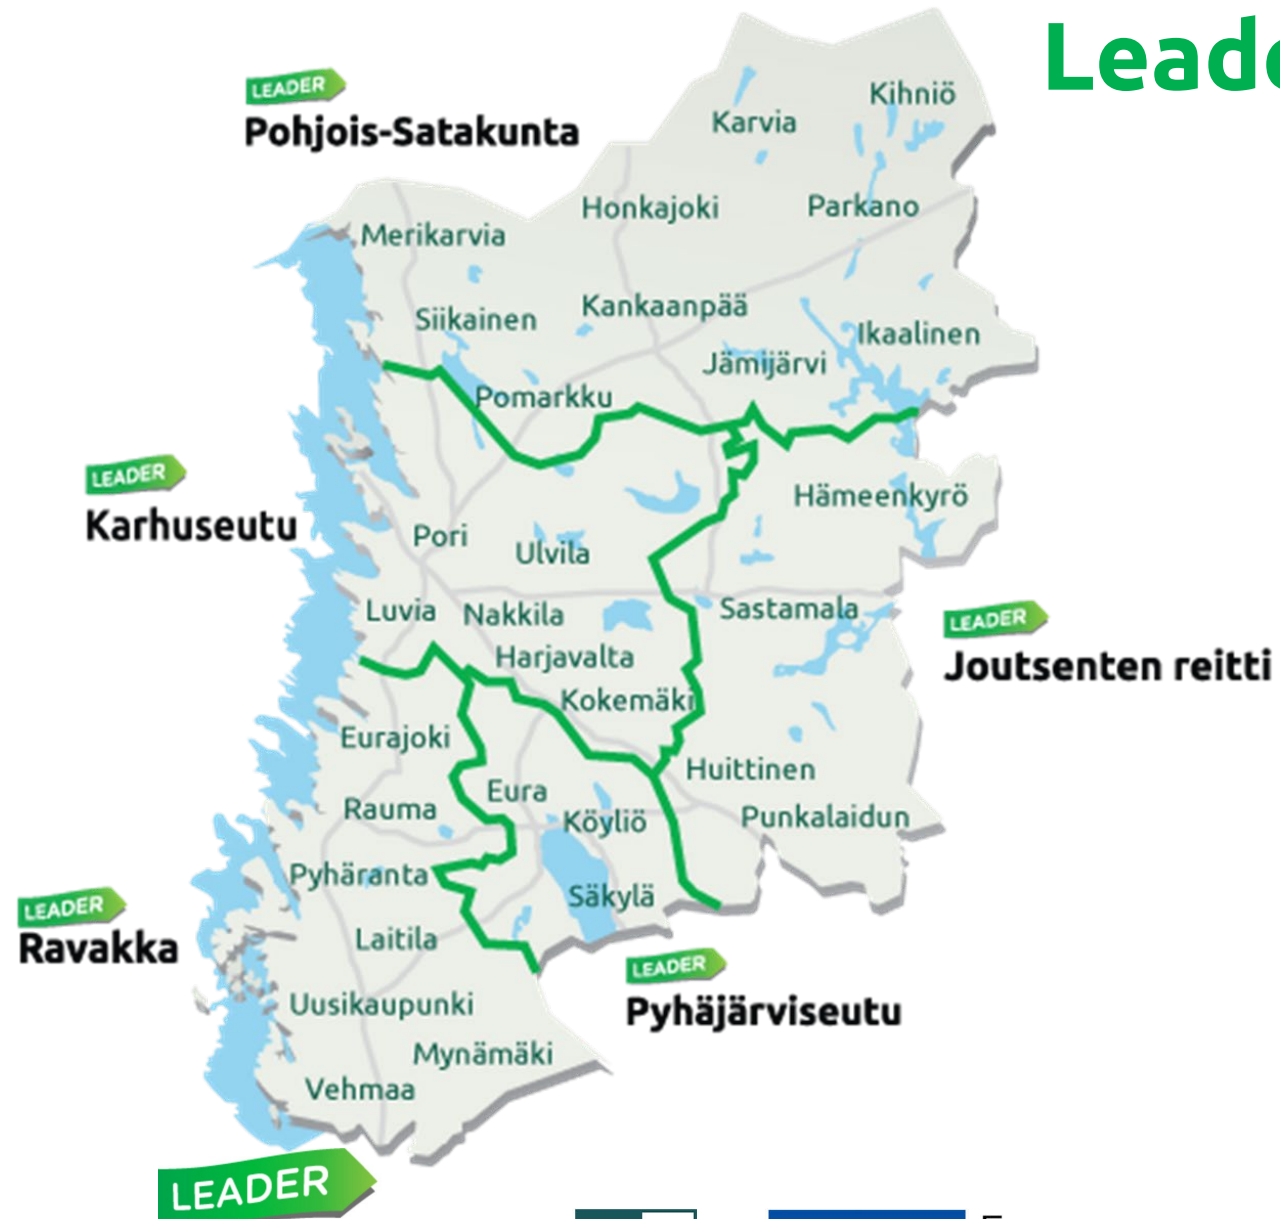 Leade
LEADER
Pohjois-Satakunta
Kihniö
Karvia
Honkajoki
Parkano
Merikarvia
Siikainen
Kankaanpää
Ikaalinen
Jämijärvi
Pomarkku
LEADER
Karhuseutu
Hämeenkyrö
Pori
Ulvila
Luvia
Nakkila
Sastamala
LEADER
Joutsenten reitti
Harjavalta
Kokemäki
Eurajoki
Huittinen
Eura
Rauma
Köyliö
Punkalaidun
Pyhäranta
Säkylä
LEADER
Ravakka
Laitila
LEADER
Pyhäjärviseutu
Uusikaupunki
Mynämäki
Vehmaa
LEADER